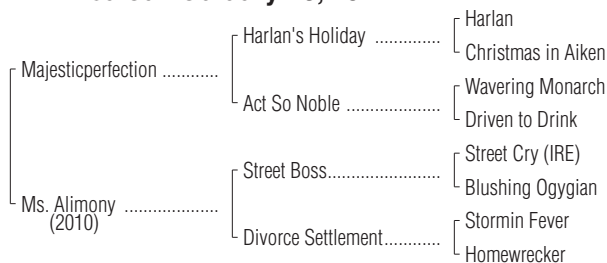 Harlan
Harlan's Holiday ..............
Christmas in Aiken
Majesticperfection ............
Wavering Monarch
Act So Noble .....................
Driven to Drink
Street Cry (IRE)
Street Boss.........................
Blushing Ogygian
Ms. Alimony ....................
(2010)
Stormin Fever
Divorce Settlement............
Homewrecker